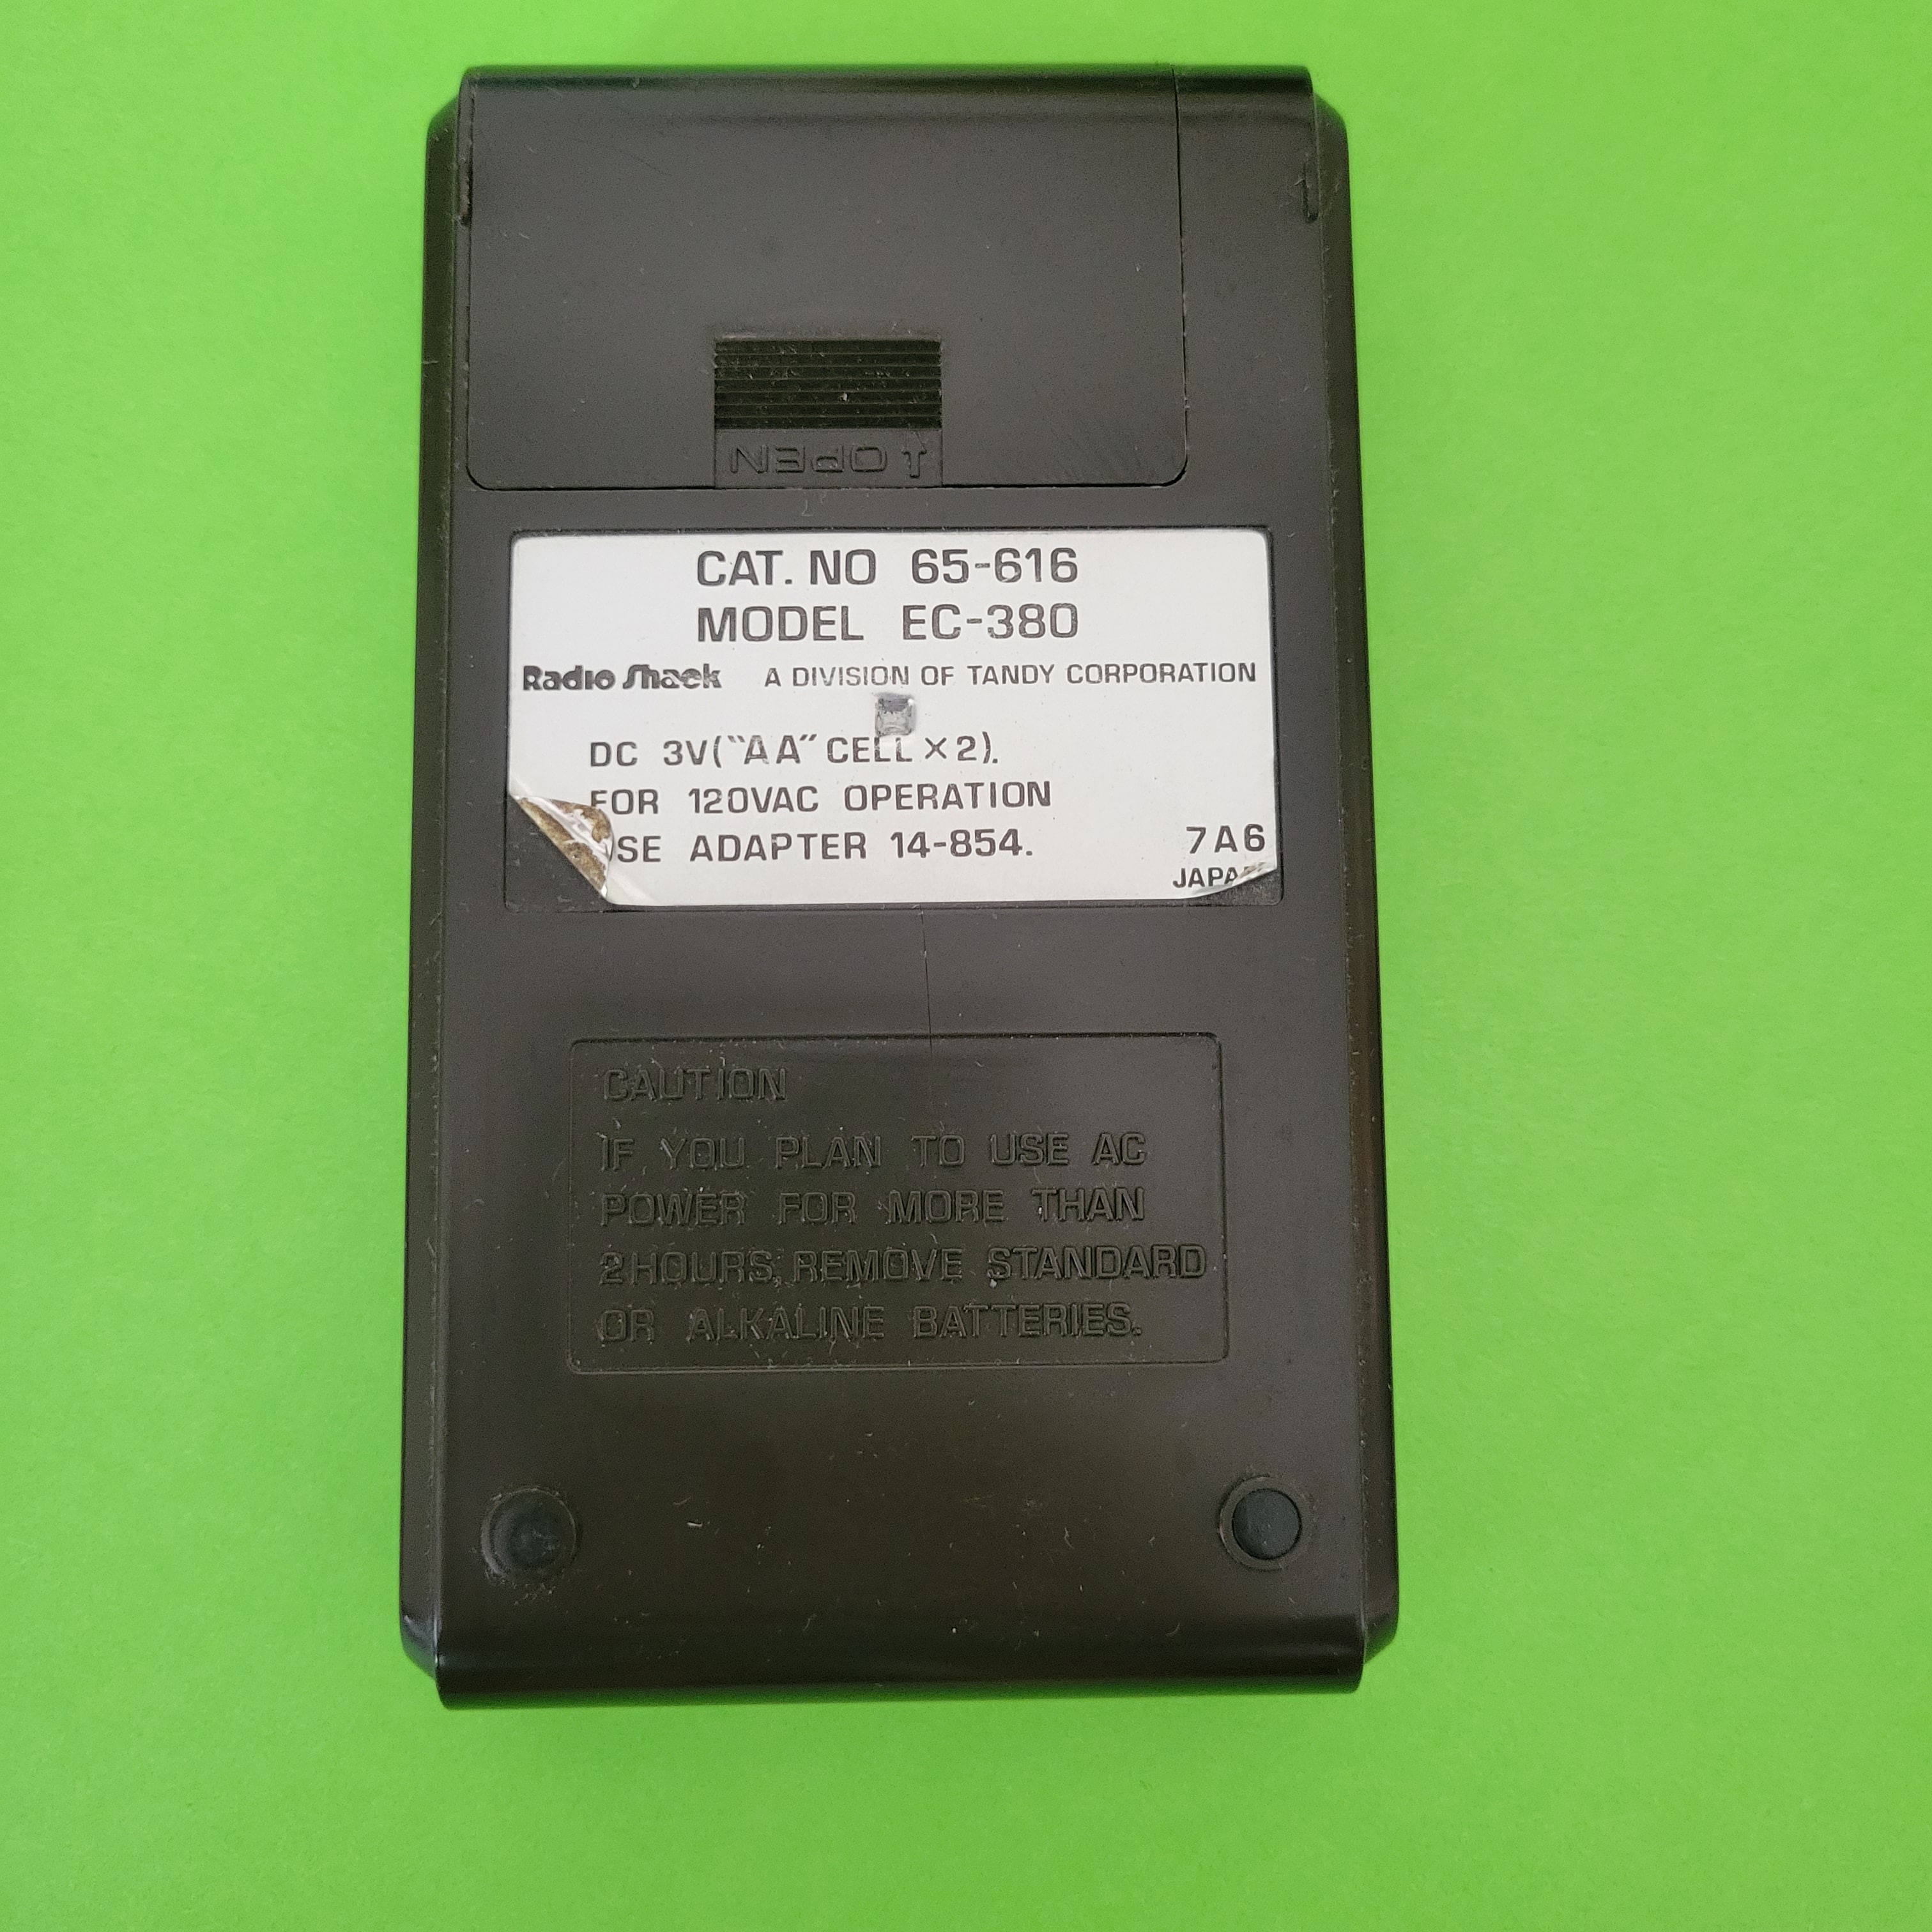 ↑ OPEN
CAT. NO 65-616
MODEL EC-380
Radio Shack A DIVISION OF TANDY CORPORATION
DC 3V(“AA” CELL×2).
FOR 120VAC OPERATION
SE ADAPTER 14-854. 7A6
JAPA
CAUTION
IF YOU PLAN TO USE AC
POWER FOR MORE THAN
2HOURS, REMOVE STANDARD
OR ALKALINE BATTERIES.